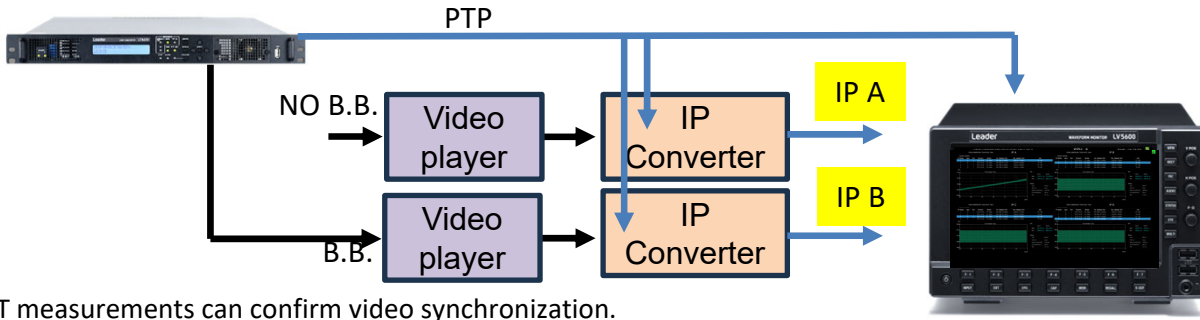 PTP
NO B.B.
Video
player
IP
Converter
IP A
Leader
WAVEFORM MONITOR LV5600
Video
player
IP
Converter
IP B
B.B.
T measurements can confirm video synchronization.